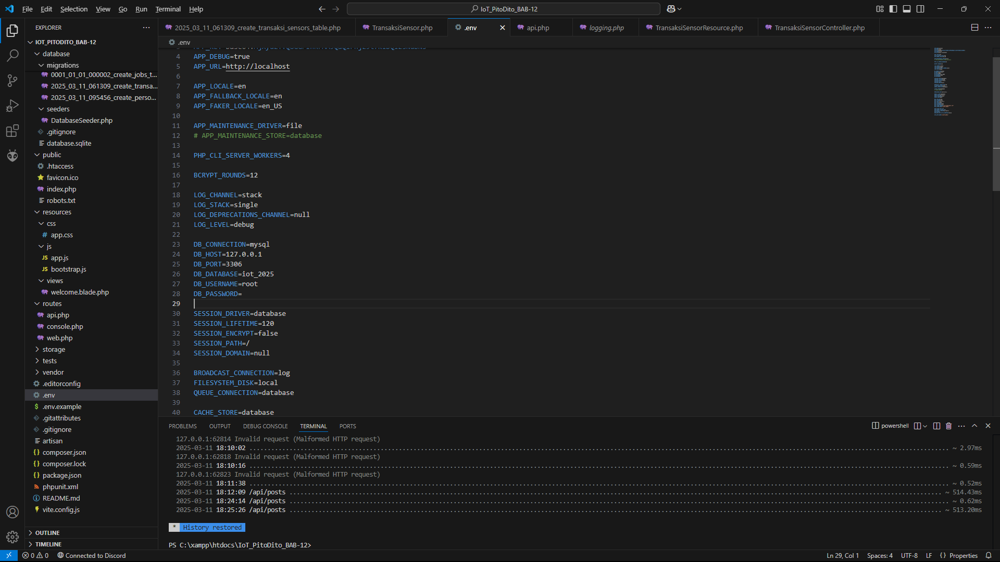 File Edit Selection View Go Run Terminal Help
IoT_PitoDito_BAB-12
EXPLORER
IOT_PITODITO_BAB-12
database
migrations
0001_01_01_000002_create_jobs_t...
2025_03_11_061309_create_transa...
2025_03_11_095456_create_perso...
seeders
DatabaseSeeder.php
.gitignore
database.sqlite
public
.htaccess
favicon.ico
index.php
robots.txt
resources
css
# app.css
js
JS app.js
JS bootstrap.js
views
welcome.blade.php
routes
api.php
console.php
web.php
storage
tests
vendor
.editorconfig
.env
$ .env.example
.gitattributes
.gitignore
artisan
{} composer.json
{} composer.lock
{} package.json
phpunit.xml
README.md
vite.config.js
OUTLINE
TIMELINE
2025_03_11_061309_create_transaksi_sensors_table.php TransaksiSensor.php .env api.php logging.php TransaksiSensorResource.php TransaksiSensorController.php
.env
4 APP_DEBUG=true
5 APP_URL=http://localhost
6
7 APP_LOCALE=en
8 APP_FALLBACK_LOCALE=en
9 APP_FAKER_LOCALE=en_US
10
11 APP_MAINTENANCE_DRIVER=file
12 # APP_MAINTENANCE_STORE=database
13
14 PHP_CLI_SERVER_WORKERS=4
15
16 BCRYPT_ROUNDS=12
17
18 LOG_CHANNEL=stack
19 LOG_STACK=single
20 LOG_DEPRECATIONS_CHANNEL=null
21 LOG_LEVEL=debug
22
23 DB_CONNECTION=mysql
24 DB_HOST=127.0.0.1
25 DB_PORT=3306
26 DB_DATABASE=iot_2025
27 DB_USERNAME=root
28 DB_PASSWORD=
29
30 SESSION_DRIVER=database
31 SESSION_LIFETIME=120
32 SESSION_ENCRYPT=false
33 SESSION_PATH=/
34 SESSION_DOMAIN=null
35
36 BROADCAST_CONNECTION=log
37 FILESYSTEM_DISK=local
38 QUEUE_CONNECTION=database
39
40 CACHE_STORE=database
PROBLEMS OUTPUT DEBUG CONSOLE TERMINAL PORTS
powershell
127.0.0.1:62814 Invalid request (Malformed HTTP request)
2025-03-11 18:10:02 ........ ~ 2.97ms
127.0.0.1:62818 Invalid request (Malformed HTTP request)
2025-03-11 18:10:16 ........ ~ 0.59ms
127.0.0.1:62823 Invalid request (Malformed HTTP request)
2025-03-11 18:11:38 ........ ~ 0.52ms
2025-03-11 18:12:09 /api/posts ........ ~ 514.43ms
2025-03-11 18:24:14 /api/posts ........ ~ 0.62ms
2025-03-11 18:25:26 /api/posts ........ ~ 513.20ms
* History restored
PS C:\xampp\htdocs\IoT_PitoDito_BAB-12>
0 0 Connected to Discord
Ln 29, Col 1 Spaces: 4 UTF-8 LF {} Properties